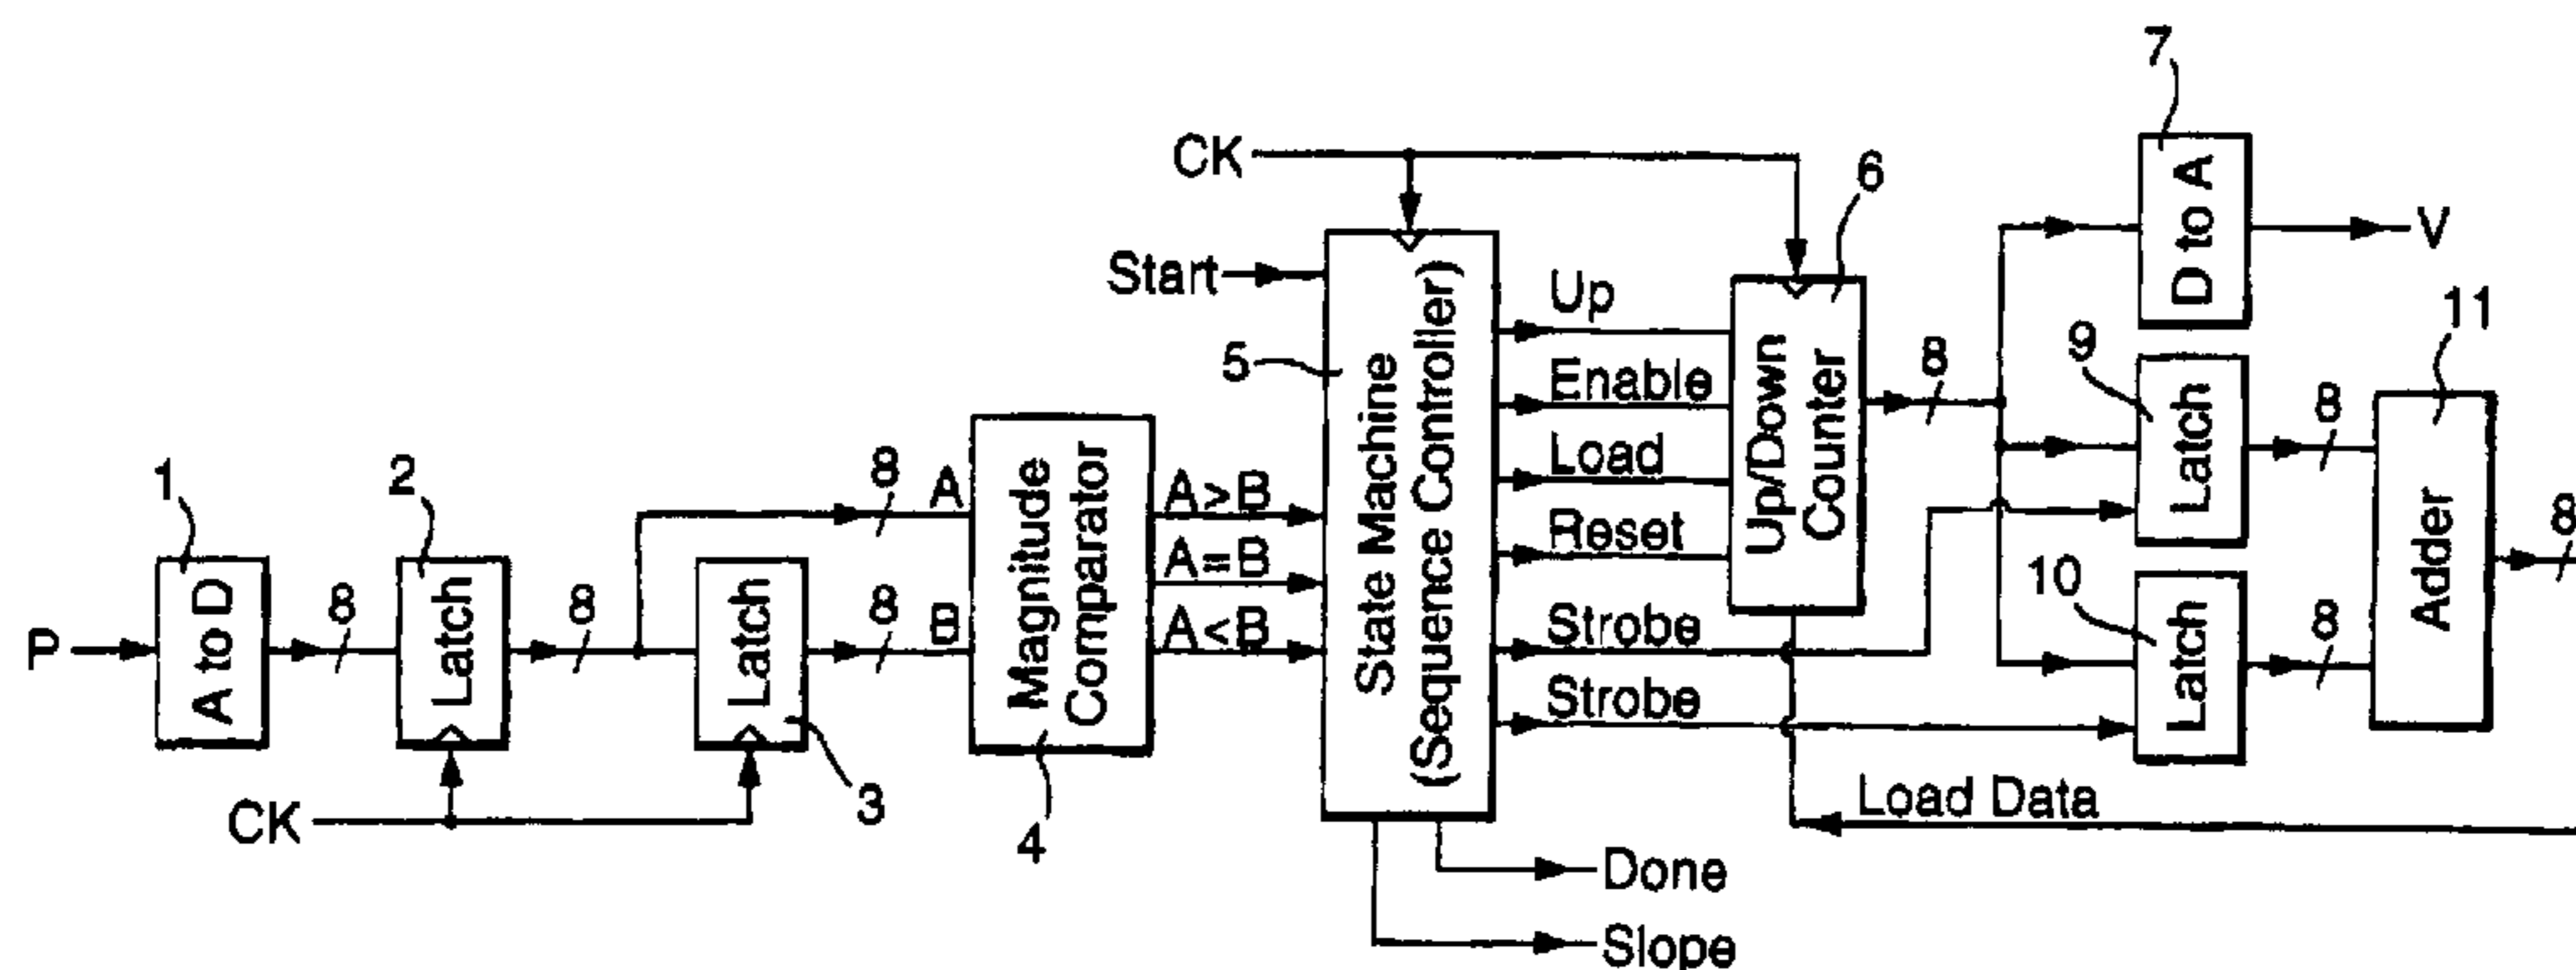 7
CK
6
D to A
V
Start
Up
11
5
State Machine
(Sequence Controller)
Enable
Up/Down
Counter
8
9
Latch
8
Load
1
2
8
A
Magnitude
Comparator
A>B
Reset
Adder
8
A to D
8
Latch
8
Latch
8
B
A=B
10
Latch
8
P
A<B
Strobe
Strobe
CK
3
4
Load Data
Done
Slope